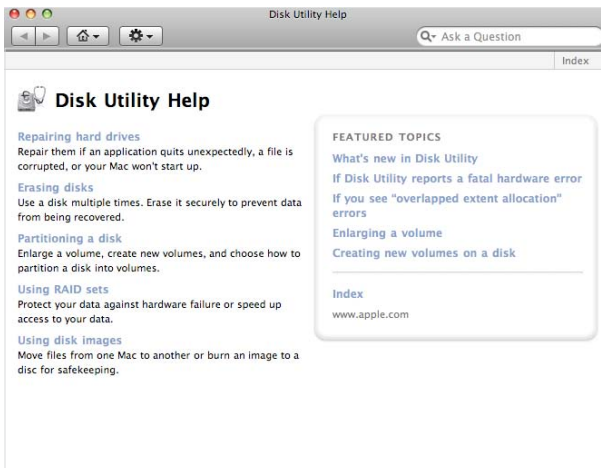 Disk Utility Help
Ask a Question
Index
Disk Utility Help
Repairing hard drives
Repair them if an application quits unexpectedly, a file is
corrupted, or your Mac won't start up.
Erasing disks
Use a disk multiple times. Erase it securely to prevent data
from being recovered.
Partitioning a disk
Enlarge a volume, create new volumes, and choose how to
partition a disk into volumes.
Using RAID sets
Protect your data against hardware failure or speed up
access to your data.
Using disk images
Move files from one Mac to another or burn an image to a
disc for safekeeping.
FEATURED TOPICS
What's new in Disk Utility
If Disk Utility reports a fatal hardware error
If you see "overlapped extent allocation"
errors
Enlarging a volume
Creating new volumes on a disk
Index
www.apple.com